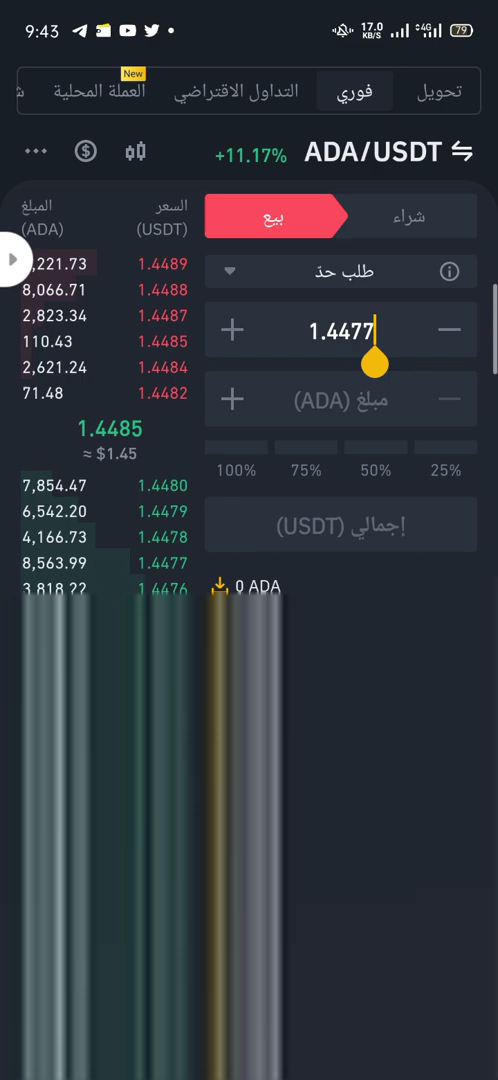 9:43
17.0 KB/S 4G 79
تحويل فوري التداول الاقتراضي العملة المحلية
New
ADA/USDT +11.17%
شراء بيع
طلب حدّ
1.4477
مبلغ (ADA)
25% 50% 75% 100%
إجمالي (USDT)
0 ADA
السعر المبلغ
(USDT) (ADA)
1.4489
1.4488 8,066.71
1.4487 2,823.34
1.4485 110.43
1.4484 2,621.24
1.4482 71.48
1.4485
≈ $1.45
1.4480 7,854.47
1.4479 6,542.20
1.4478 4,166.73
1.4477 8,563.99
1.4476